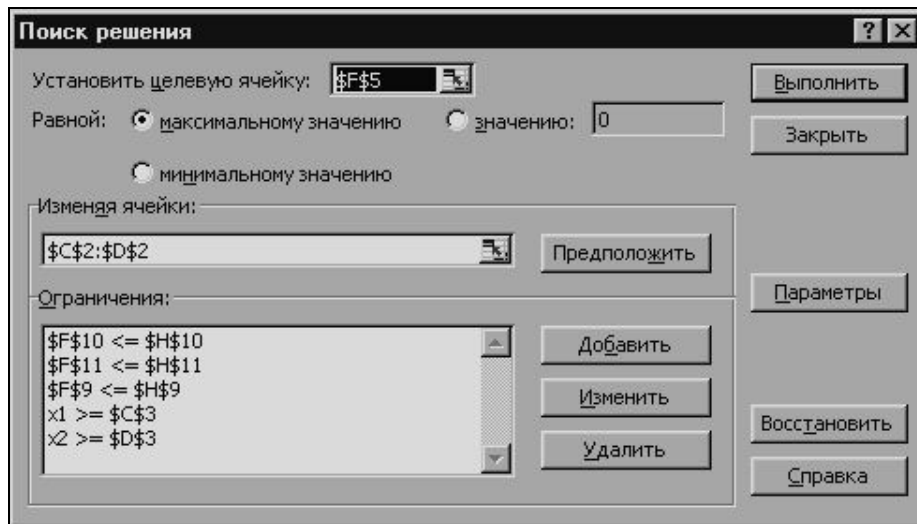 Поиск решения
Установить целевую ячейку: $F$5
Выполнить
Равной: максимальному значению значению: 0
Закрыть
минимальному значению
Изменяя ячейки:
$C$2:$D$2
Предположить
Параметры
Ограничения:
$F$10 <= $H$10
$F$11 <= $H$11
$F$9 <= $H$9
x1 >= $C$3
x2 >= $D$3
Добавить
Изменить
Удалить
Восстановить
Справка